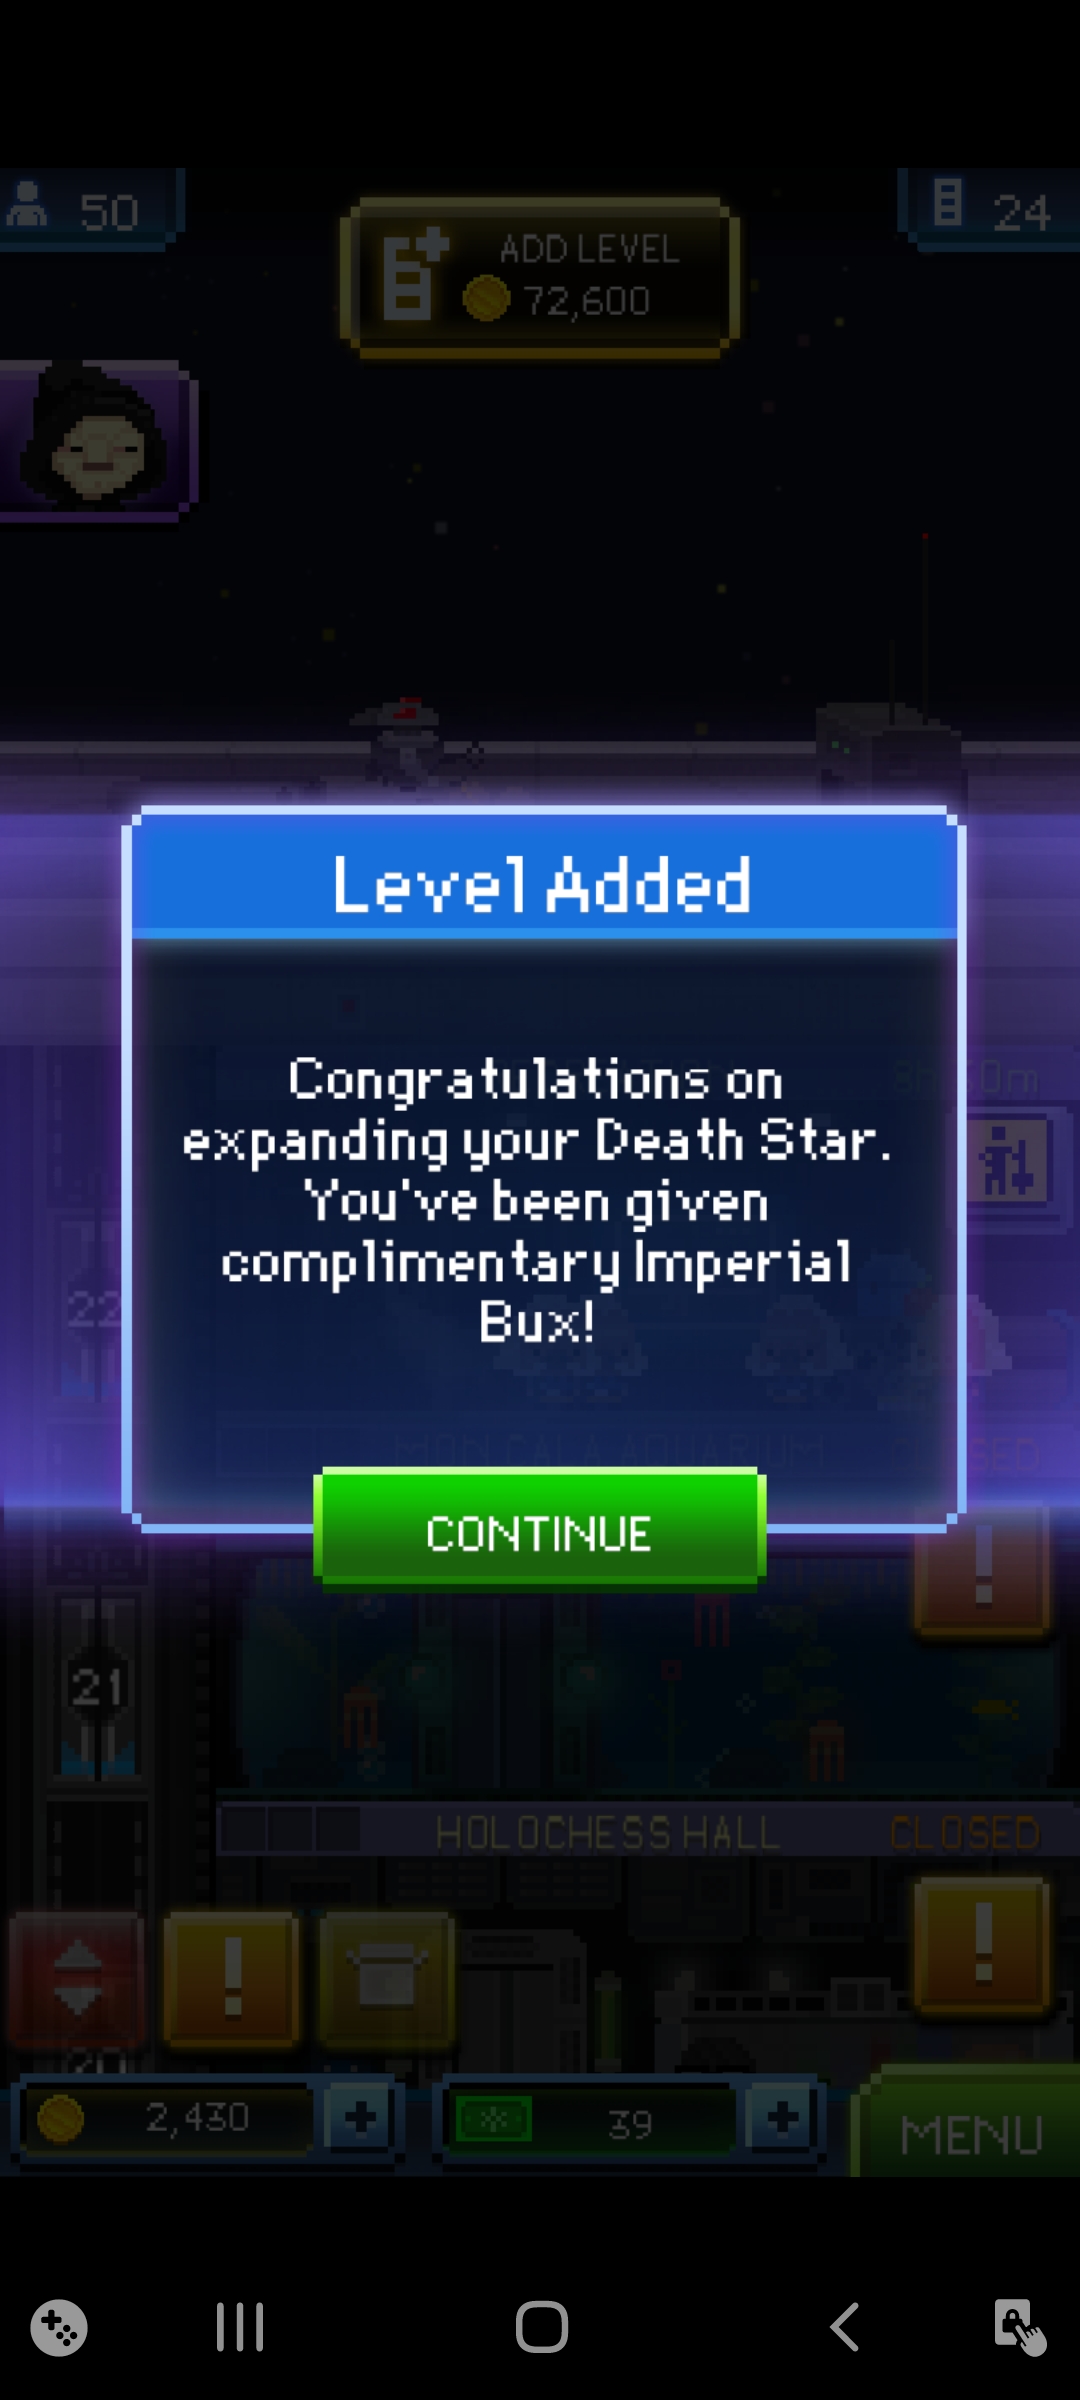 50
24
ADD LEVEL
72,600
Level Added
Congratulations on
expanding your Death Star.
You've been given
complimentary Imperial
Bux!
22
MON CALA AQUARIUM
CONTINUE
21
HOLOCHESS HALL CLOSED
20
2,430
39
MENU